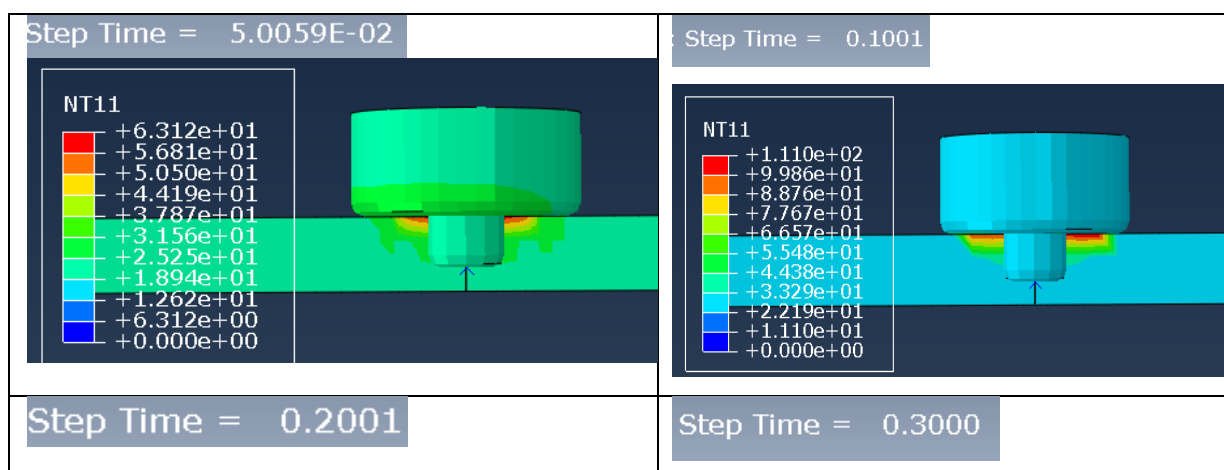 Step Time = 5.0059E-02
NT11
+6.312e+01
+5.681e+01
+5.050e+01
+4.419e+01
+3.787e+01
+3.156e+01
+2.525e+01
+1.894e+01
+1.262e+01
+6.312e+00
+0.000e+00
: Step Time = 0.1001
NT11
+1.110e+02
+9.986e+01
+8.876e+01
+7.767e+01
+6.657e+01
+5.548e+01
+4.438e+01
+3.329e+01
+2.219e+01
+1.110e+01
+0.000e+00
Step Time = 0.2001
Step Time = 0.3000